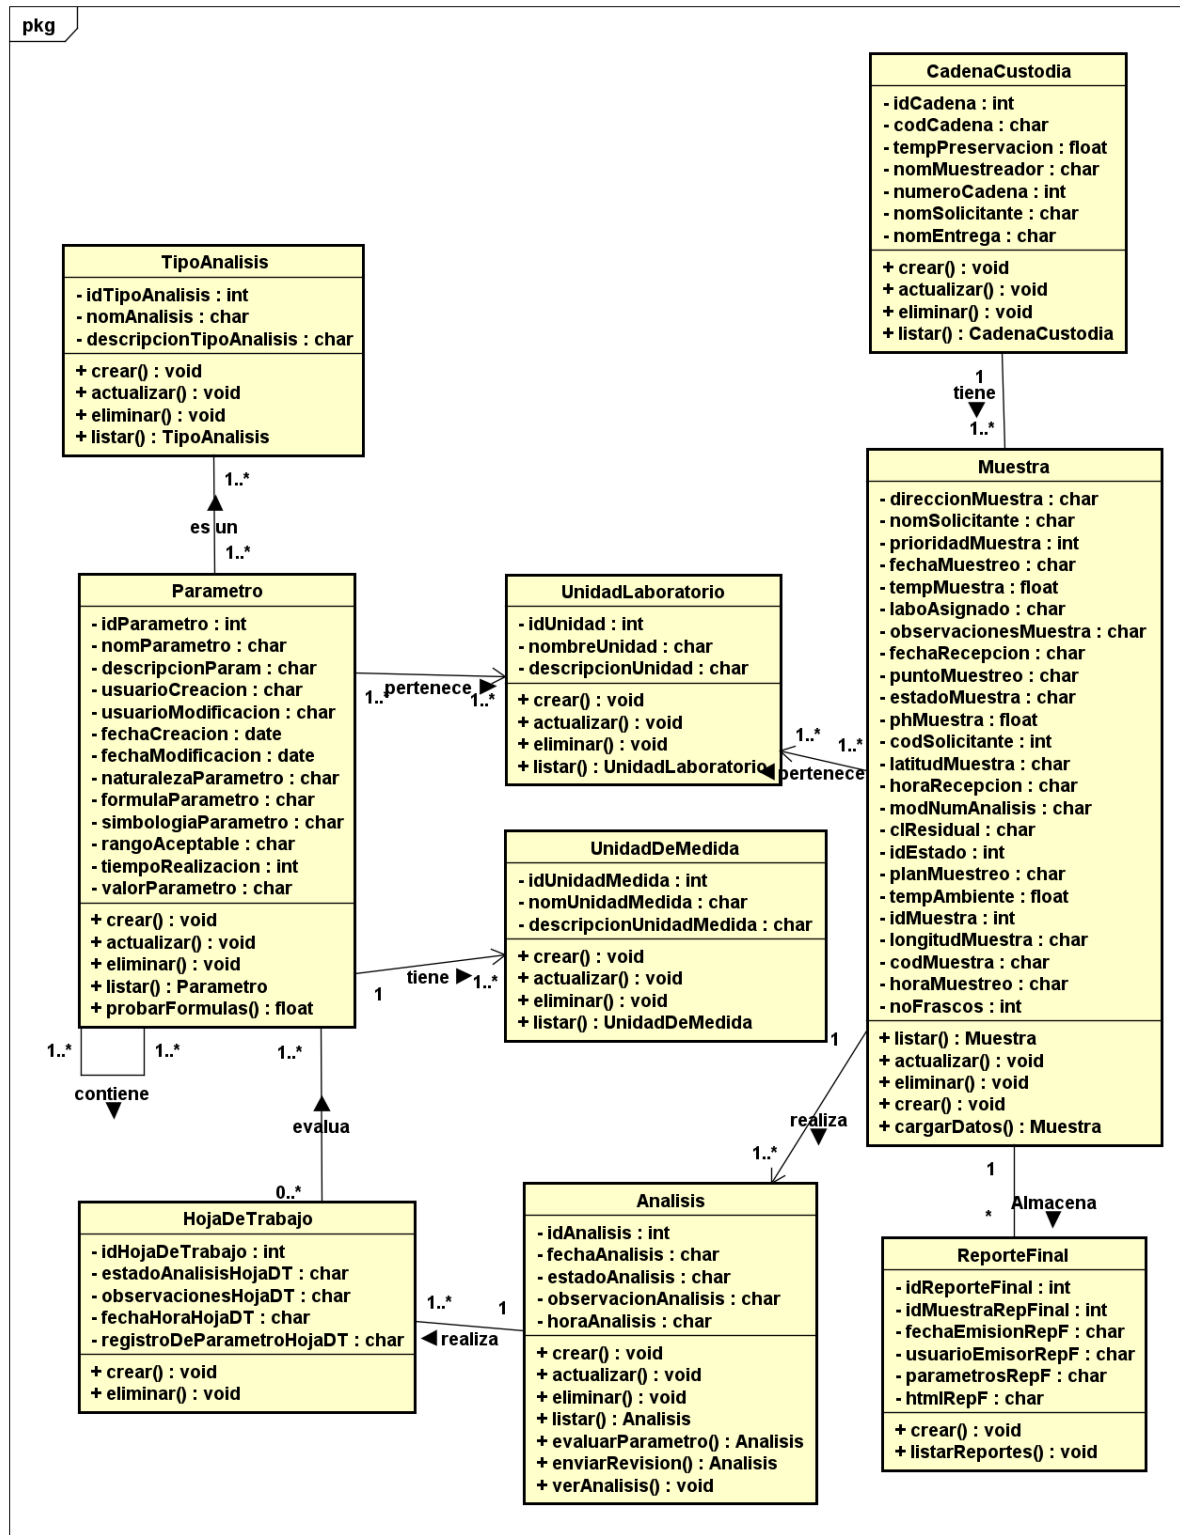 pkg
CadenaCustodia
- idCadena : int
- codCadena : char
- tempPreservacion : float
- nomMuestreador : char
- numeroCadena : int
- nomSolicitante : char
- nomEntrega : char
+ crear() : void
+ actualizar() : void
+ eliminar() : void
+ listar() : CadenaCustodia
1
tiene
1..*
TipoAnalisis
- idTipoAnalisis : int
- nomAnalisis : char
- descripcionTipoAnalisis : char
+ crear() : void
+ actualizar() : void
+ eliminar() : void
+ listar() : TipoAnalisis
1..*
es un
1..*
Parametro
- idParametro : int
- nomParametro : char
- descripcionParam : char
- usuarioCreacion : char
- usuarioModificacion : char
- fechaCreacion : date
- fechaModificacion : date
- naturalezaParametro : char
- formulaParametro : char
- simbologiaParametro : char
- rangoAceptable : char
- tiempoRealizacion : int
- valorParametro : char
+ crear() : void
+ actualizar() : void
+ eliminar() : void
+ listar() : Parametro
+ probarFormulas() : float
1..*
pertenece
1..*
UnidadLaboratorio
- idUnidad : int
- nombreUnidad : char
- descripcionUnidad : char
+ crear() : void
+ actualizar() : void
+ eliminar() : void
+ listar() : UnidadLaboratorio
1..*
1..*
pertenece
Muestra
- direccionMuestra : char
- nomSolicitante : char
- prioridadMuestra : int
- fechaMuestreo : char
- tempMuestra : float
- laboAsignado : char
- observacionesMuestra : char
- fechaRecepcion : char
- puntoMuestreo : char
- estadoMuestra : char
- phMuestra : float
- codSolicitante : int
- latitudMuestra : char
- horaRecepcion : char
- modNumAnalisis : char
- clResidual : char
- idEstado : int
- planMuestreo : char
- tempAmbiente : float
- idMuestra : int
- longitudMuestra : char
- codMuestra : char
- horaMuestreo : char
- noFrascos : int
+ listar() : Muestra
+ actualizar() : void
+ eliminar() : void
+ crear() : void
+ cargarDatos() : Muestra
UnidadDeMedida
- idUnidadMedida : int
- nomUnidadMedida : char
- descripcionUnidadMedida : char
+ crear() : void
+ actualizar() : void
+ eliminar() : void
+ listar() : UnidadDeMedida
1
tiene
1..*
1..*
1..*
contiene
1..*
evalua
0..*
1
realiza
1..*
1
Almacena
*
HojaDeTrabajo
- idHojaDeTrabajo : int
- estadoAnalisisHojaDT : char
- observacionesHojaDT : char
- fechaHoraHojaDT : char
- registroDeParametroHojaDT : char
+ crear() : void
+ eliminar() : void
1..*
1
realiza
Analisis
- idAnalisis : int
- fechaAnalisis : char
- estadoAnalisis : char
- observacionAnalisis : char
- horaAnalisis : char
+ crear() : void
+ actualizar() : void
+ eliminar() : void
+ listar() : Analisis
+ evaluarParametro() : Analisis
+ enviarRevision() : Analisis
+ verAnalisis() : void
ReporteFinal
- idReporteFinal : int
- idMuestraRepFinal : int
- fechaEmisionRepF : char
- usuarioEmisorRepF : char
- parametrosRepF : char
- htmlRepF : char
+ crear() : void
+ listarReportes() : void